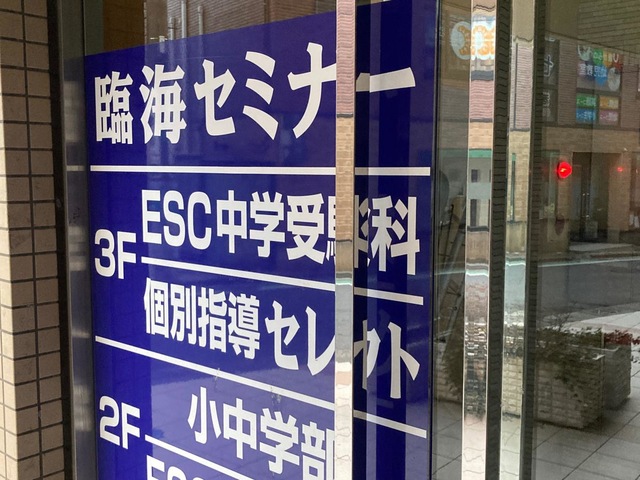 臨海セミナー
3F
ESC中学受験科
個別指導セレクト
2F
小中学部
ESC